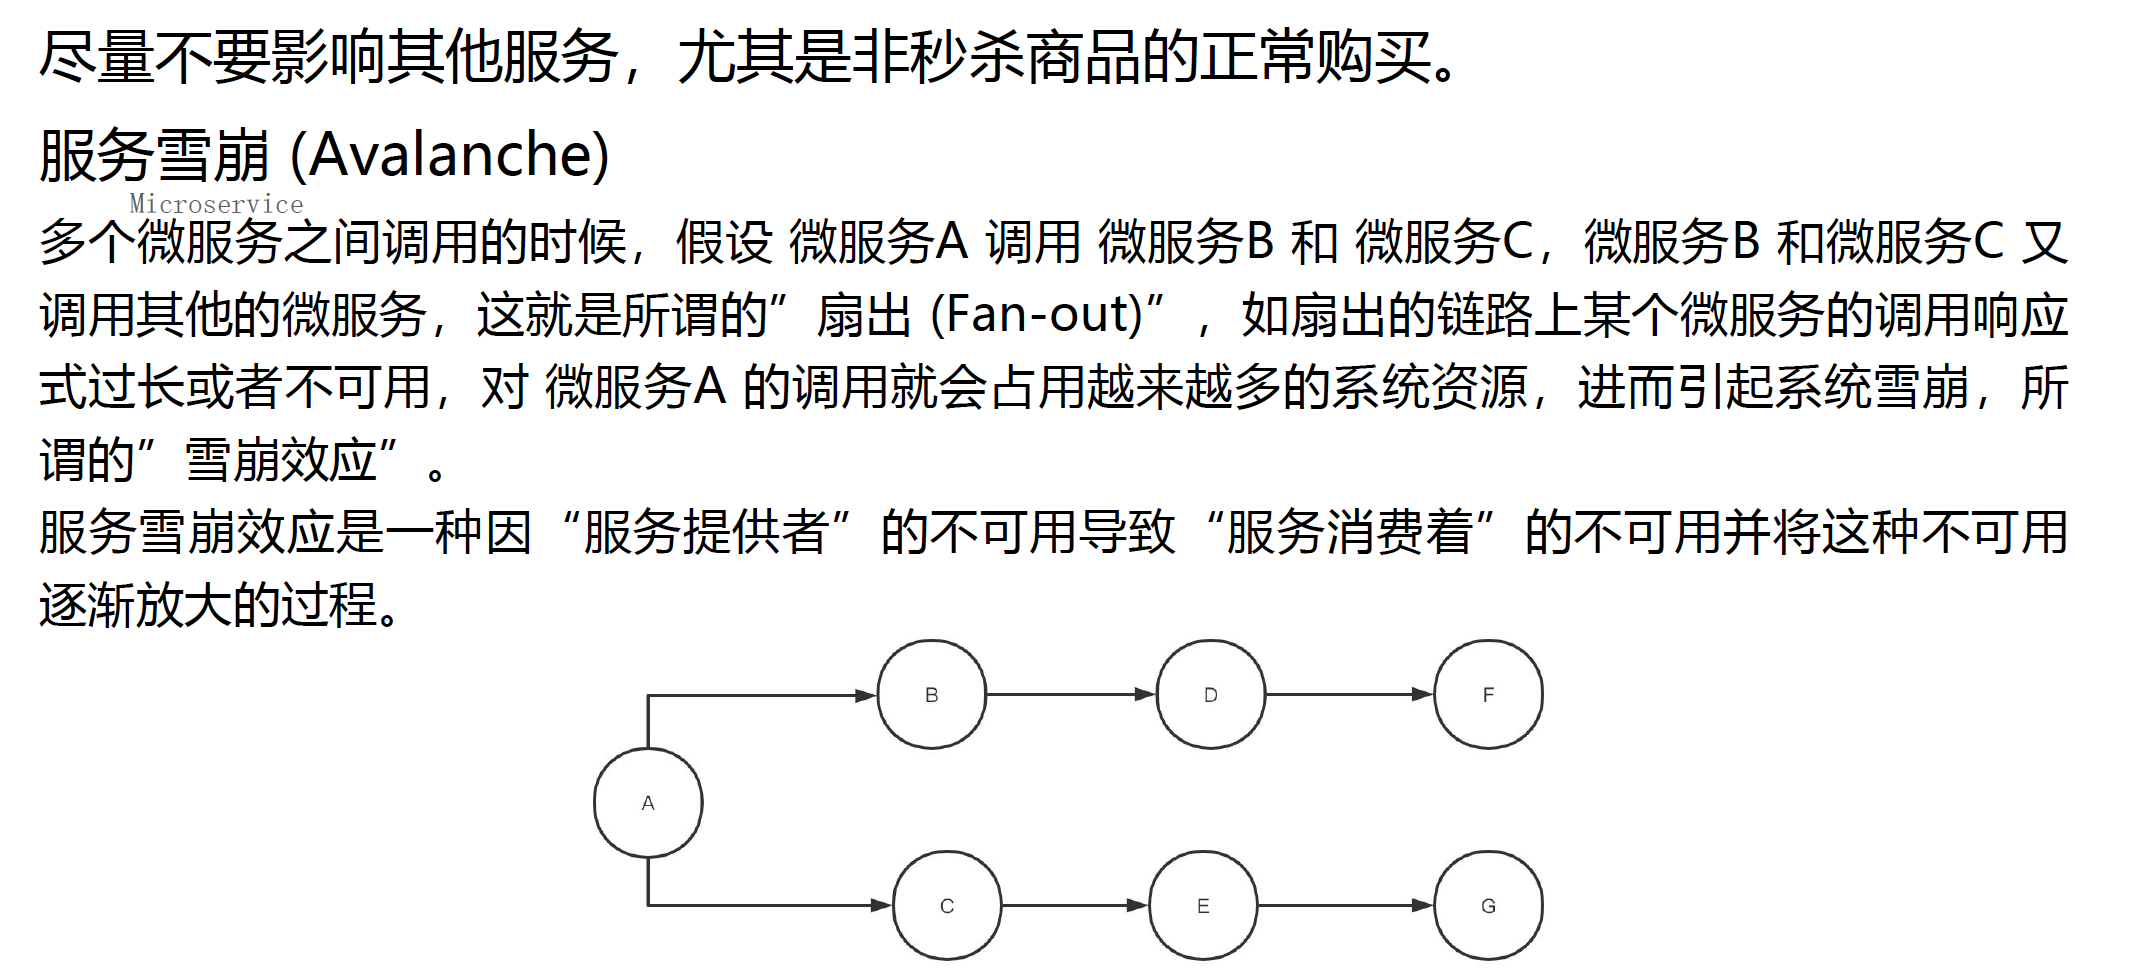 尽量不要影响其他服务，尤其是非秒杀商品的正常购买。
服务雪崩 (Avalanche)
Microservice
多个微服务之间调用的时候，假设 微服务A 调用 微服务B 和 微服务C，微服务B 和微服务C 又
调用其他的微服务，这就是所谓的”扇出 (Fan-out)”，如扇出的链路上某个微服务的调用响应
式过长或者不可用，对 微服务A 的调用就会占用越来越多的系统资源，进而引起系统雪崩，所
谓的”雪崩效应”。
服务雪崩效应是一种因“服务提供者”的不可用导致“服务消费着”的不可用并将这种不可用
逐渐放大的过程。
B
D
F
A
C
E
G